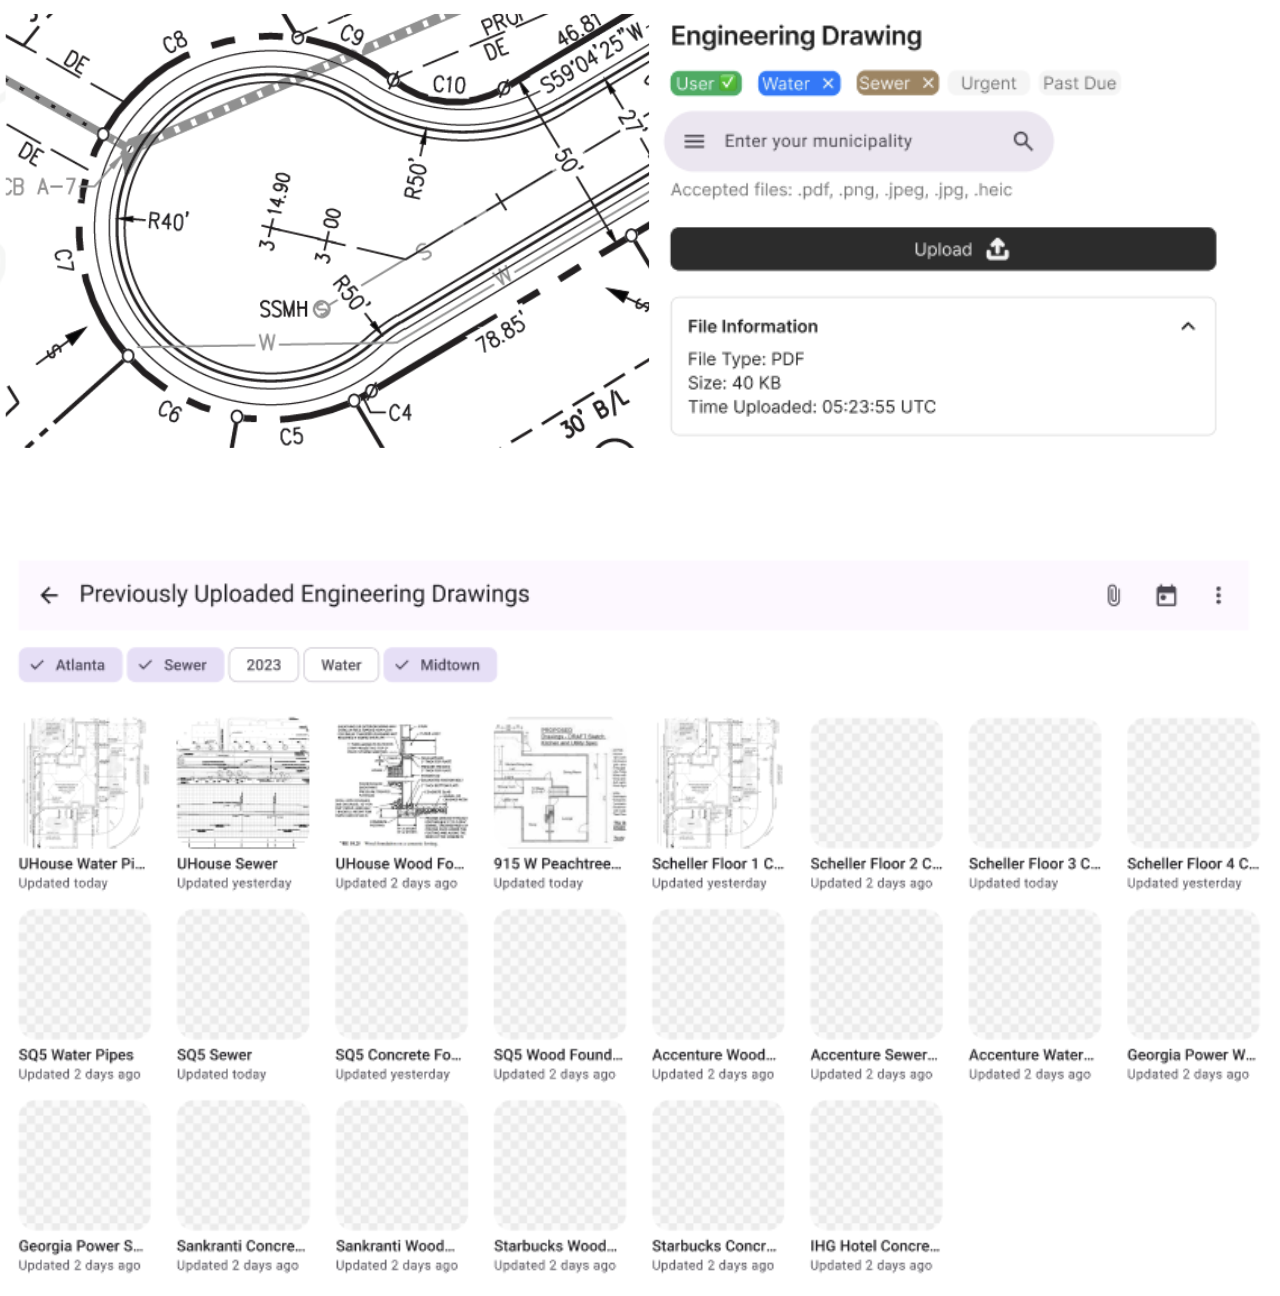 C8
C9
PROP
DE
46.81
S59°04'25"W
DE
C10
27'
DE
50'
CB A-7
R50'
14.90
R40'
3
00
3
S
C7
W
SSMH
S
R50'
W
78.85'
S
S
C6
C4
30' B/L
C5
Engineering Drawing
User ✅ Water × Sewer × Urgent Past Due
Enter your municipality
Accepted files: .pdf, .png, .jpeg, .jpg, .heic
Upload
File Information
File Type: PDF
Size: 40 KB
Time Uploaded: 05:23:55 UTC
Previously Uploaded Engineering Drawings
Atlanta Sewer 2023 Water Midtown
UHouse Water Pi... UHouse Sewer UHouse Wood Fo... 915 W Peachtree... Scheller Floor 1 C... Scheller Floor 2 C... Scheller Floor 3 C... Scheller Floor 4 C...
Updated today Updated yesterday Updated 2 days ago Updated today Updated yesterday Updated 2 days ago Updated today Updated yesterday
SQ5 Water Pipes SQ5 Sewer SQ5 Concrete Fo... SQ5 Wood Found... Accenture Wood... Accenture Sewer... Accenture Water... Georgia Power W...
Updated 2 days ago Updated today Updated yesterday Updated 2 days ago Updated 2 days ago Updated 2 days ago Updated 2 days ago Updated 2 days ago
Georgia Power S... Sankranti Concre... Sankranti Wood... Starbucks Wood... Starbucks Concr... IHG Hotel Concre...
Updated 2 days ago Updated 2 days ago Updated 2 days ago Updated 2 days ago Updated 2 days ago Updated 2 days ago